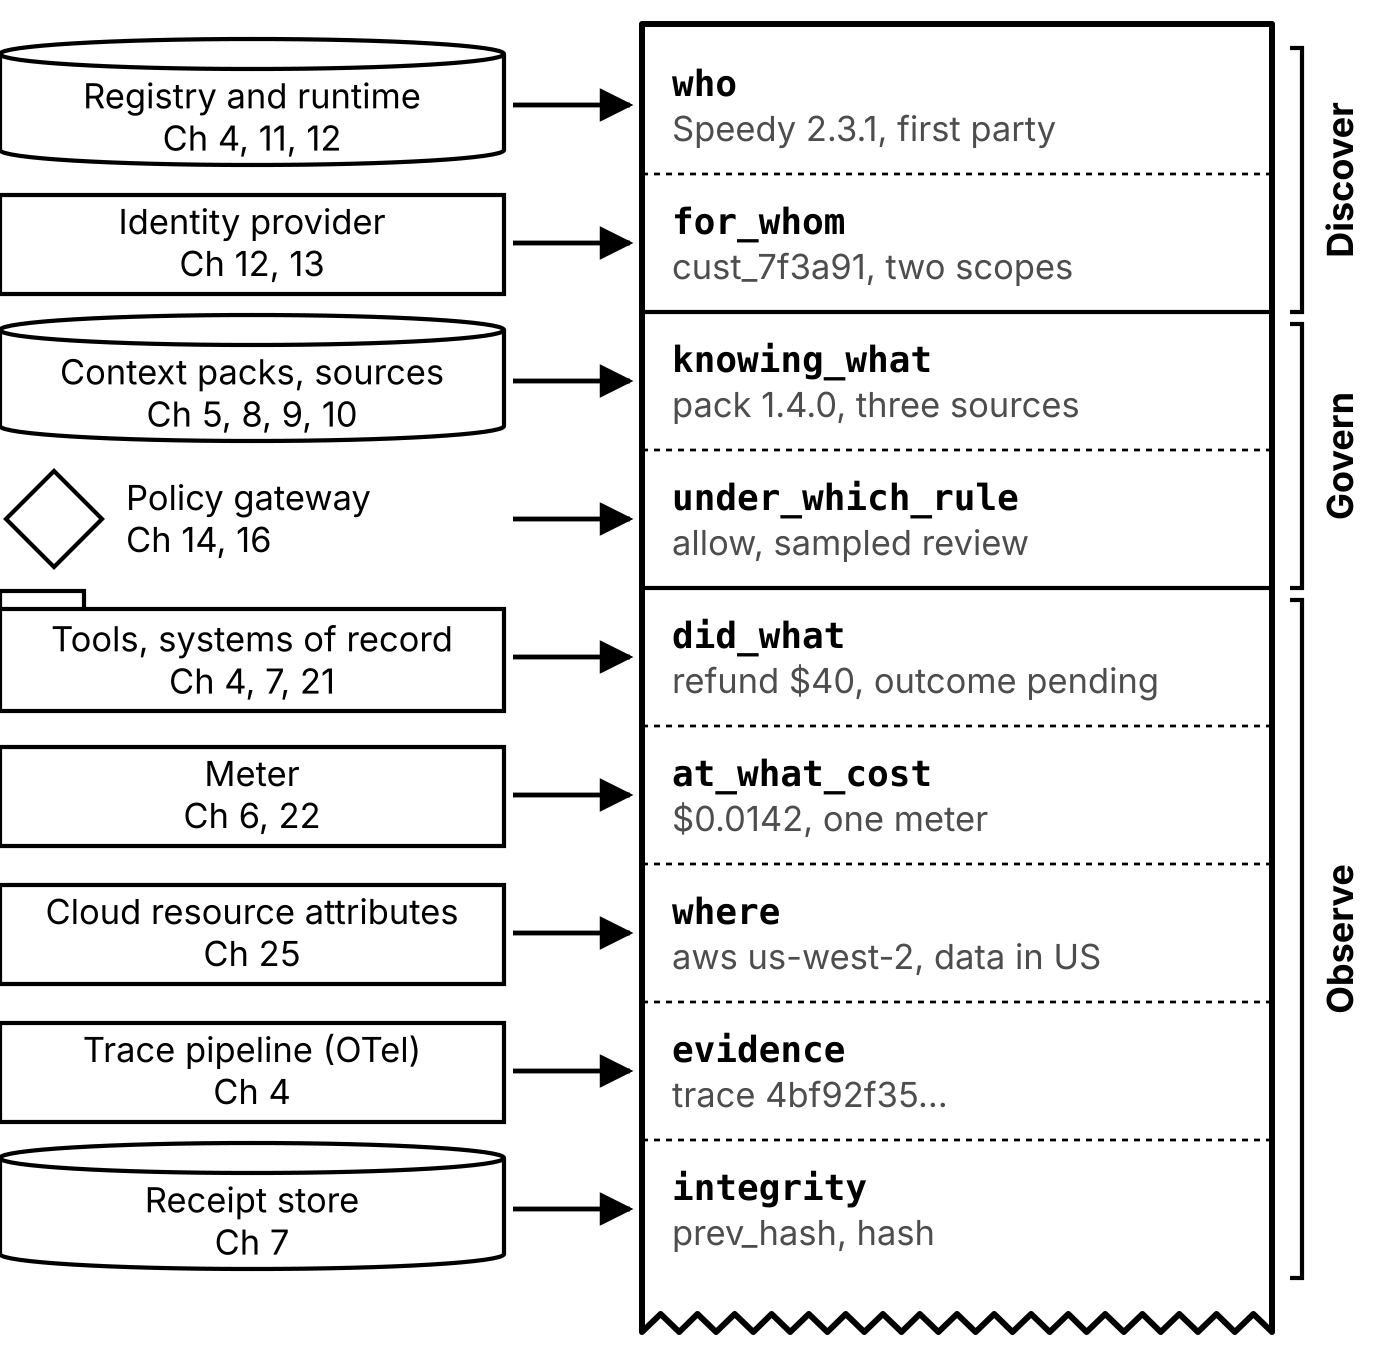 Registry and runtime
Ch 4, 11, 12
who
Speedy 2.3.1, first party
Identity provider
Ch 12, 13
for_whom
cust_7f3a91, two scopes
Discover
Context packs, sources
Ch 5, 8, 9, 10
knowing_what
pack 1.4.0, three sources
Policy gateway
Ch 14, 16
under_which_rule
allow, sampled review
Govern
Tools, systems of record
Ch 4, 7, 21
did_what
refund $40, outcome pending
Meter
Ch 6, 22
at_what_cost
$0.0142, one meter
Cloud resource attributes
Ch 25
where
aws us-west-2, data in US
Trace pipeline (OTel)
Ch 4
evidence
trace 4bf92f35...
Receipt store
Ch 7
integrity
prev_hash, hash
Observe